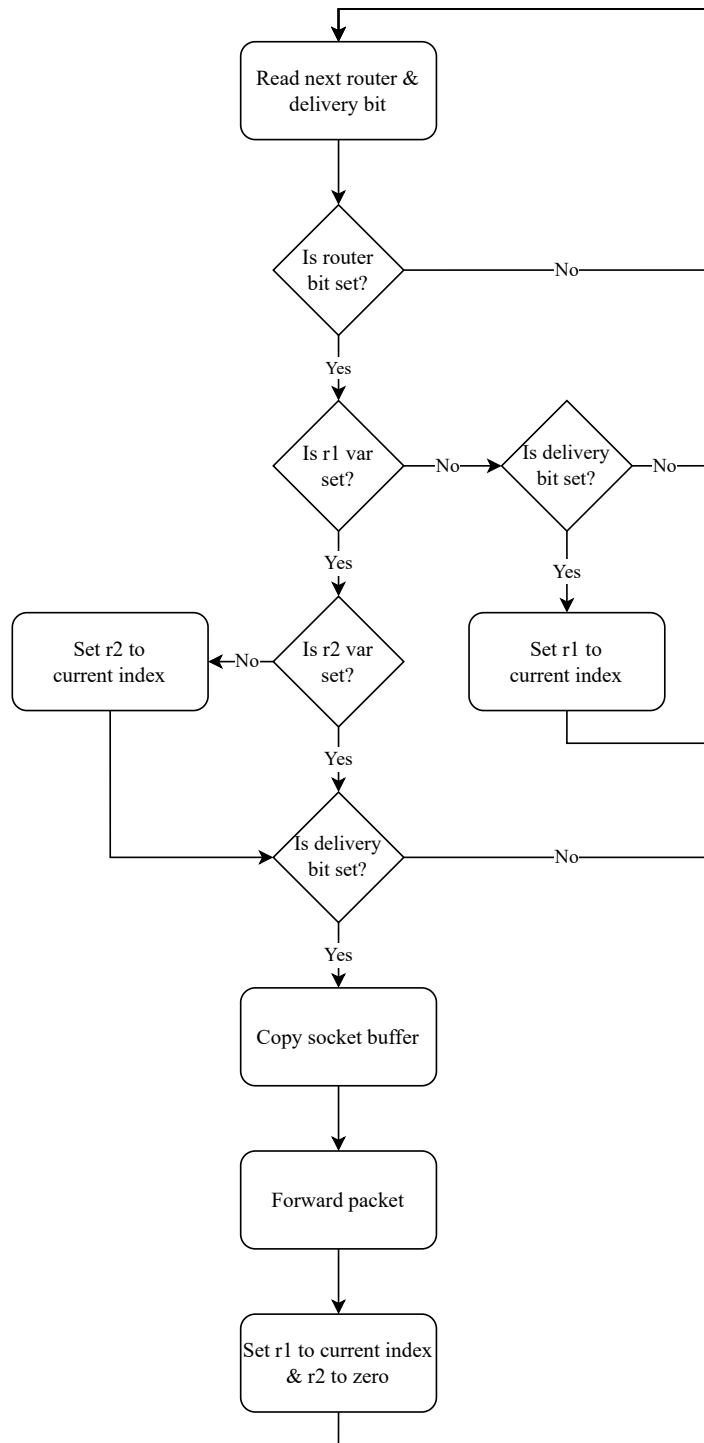 Read next router &
delivery bit
Is router
bit set?
No
Yes
Is r1 var
set?
No
Is delivery
bit set?
No
Yes
Yes
Set r2 to
current index
No
Is r2 var
set?
Set r1 to
current index
Yes
Is delivery
bit set?
No
Yes
Copy socket buffer
Forward packet
Set r1 to current index
& r2 to zero